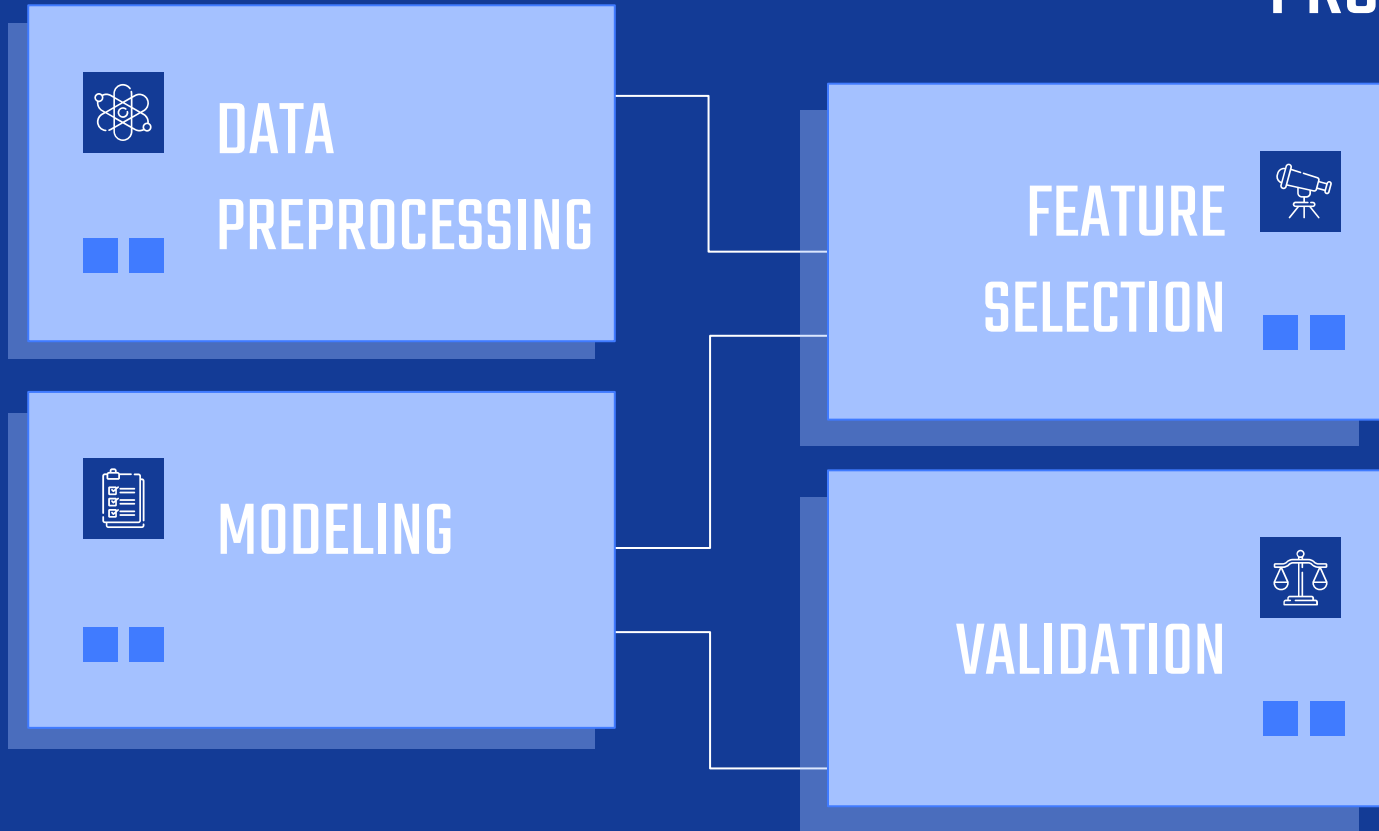 DATA
PREPROCESSING
FEATURE
SELECTION
MODELING
VALIDATION